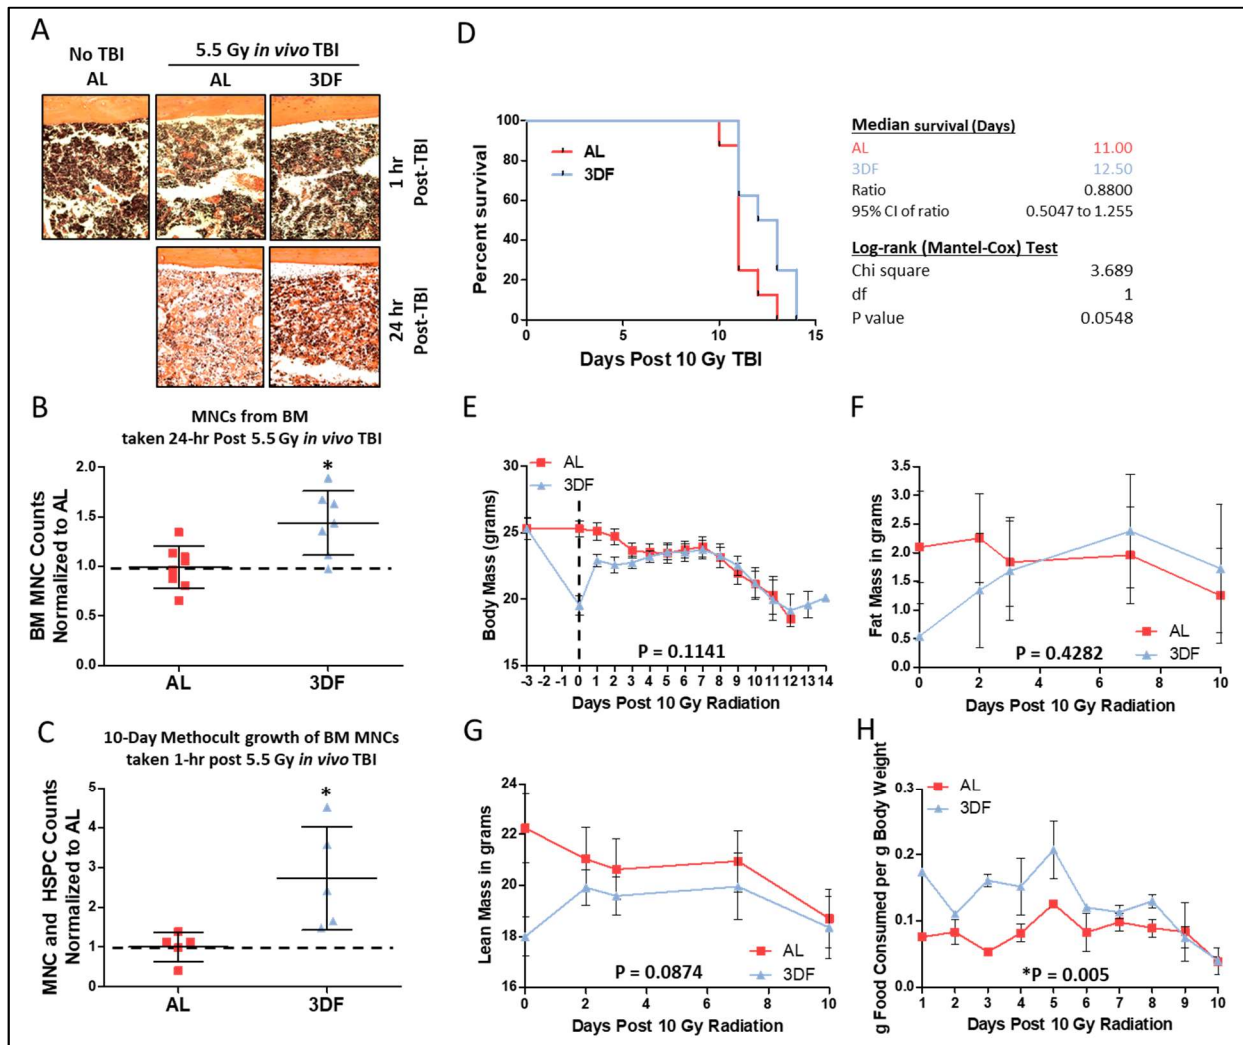 A
No TBI
AL
5.5 Gy in vivo TBI
AL
3DF
1 hr
Post-TBI
24 hr
Post-TBI
B
MNCs from BM
taken 24-hr Post 5.5 Gy in vivo TBI
BM MNC Counts
Normalized to AL
2.0
1.5
1.0
0.5
0.0
*
AL
3DF
C
10-Day Methocult growth of BM MNCs
taken 1-hr post 5.5 Gy in vivo TBI
MNC and HSPC Counts
Normalized to AL
5
4
3
2
1
0
*
AL
3DF
D
Percent survival
100
80
60
40
20
0
AL
3DF
0 5 10 15
Days Post 10 Gy TBI
Median survival (Days)
AL 11.00
3DF 12.50
Ratio 0.8800
95% CI of ratio 0.5047 to 1.255
Log-rank (Mantel-Cox) Test
Chi square 3.689
df 1
P value 0.0548
E
Body Mass (grams)
30
25
20
15
AL
3DF
P = 0.1141
-3 -2 -1 0 1 2 3 4 5 6 7 8 9 10 11 12 13 14
Days Post 10 Gy Radiation
F
Fat Mass in grams
3.5
3.0
2.5
2.0
1.5
1.0
0.5
0.0
AL
3DF
P = 0.4282
0 2 4 6 8 10
Days Post 10 Gy Radiation
G
Lean Mass in grams
24
22
20
18
16
AL
3DF
P = 0.0874
0 2 4 6 8 10
Days Post 10 Gy Radiation
H
g Food Consumed per g Body Weight
0.3
0.2
0.1
0.0
AL
3DF
*P = 0.005
1 2 3 4 5 6 7 8 9 10
Days Post 10 Gy Radiation